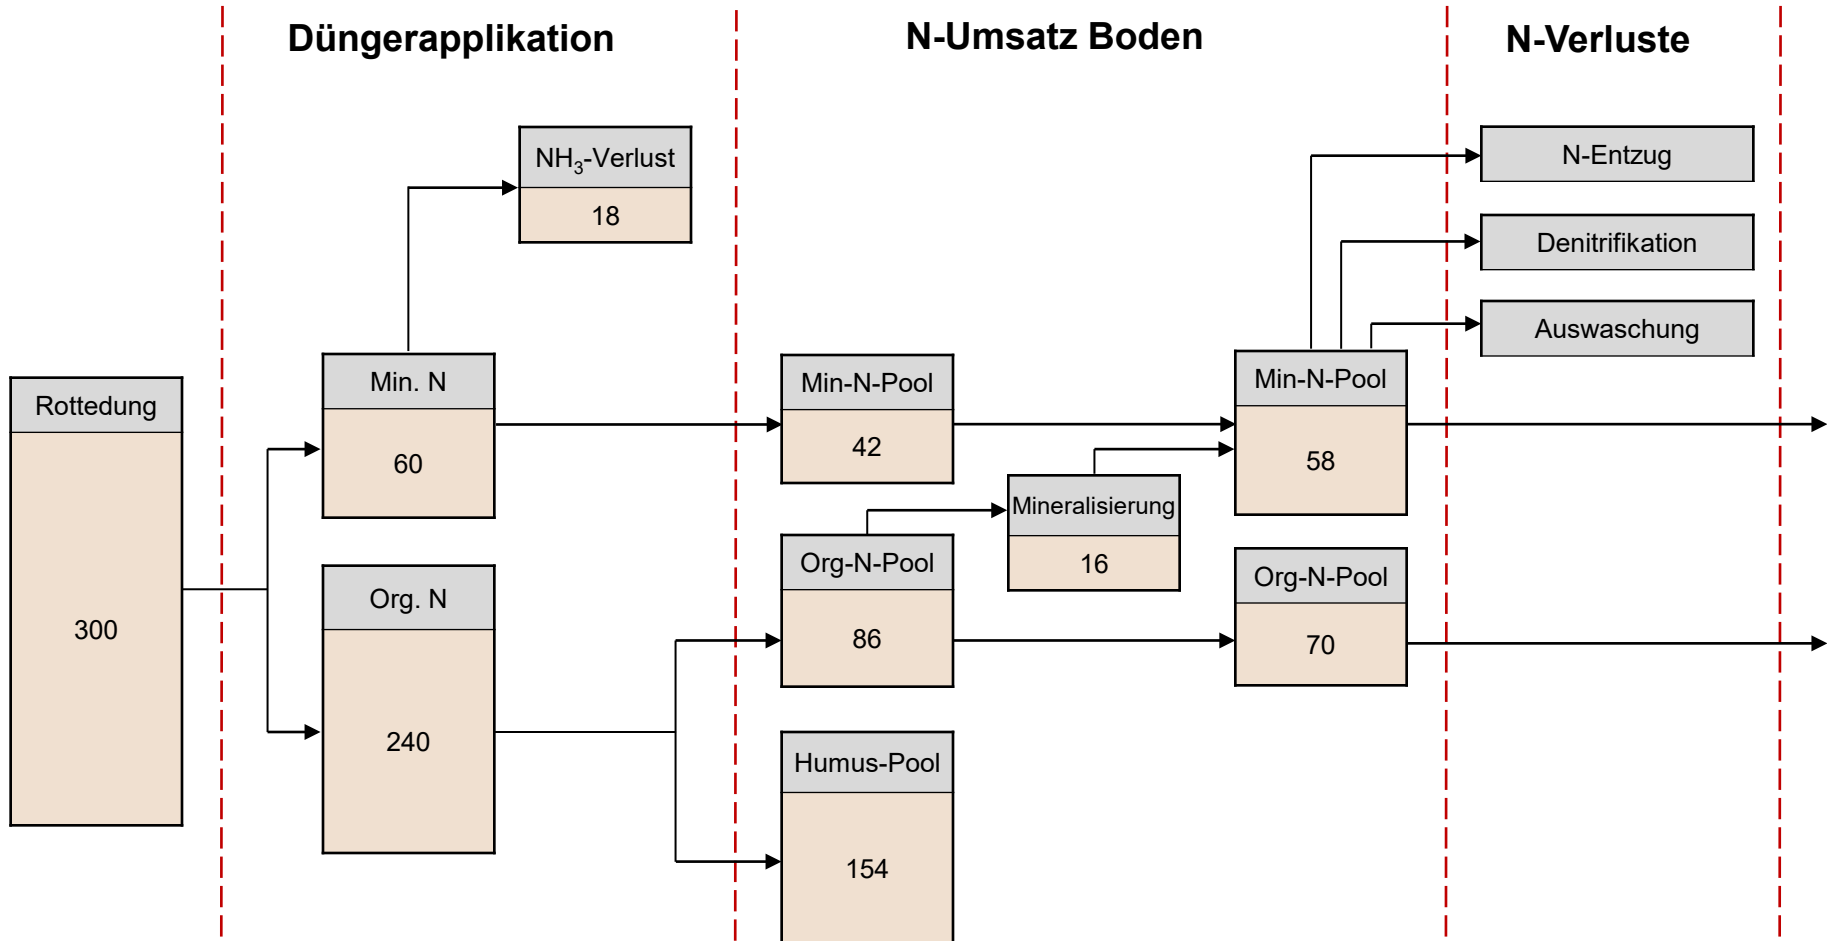 Düngerapplikation
N-Umsatz Boden
N-Verluste
NH₃-Verlust
18
N-Entzug
Denitrifikation
Auswaschung
Rottedung
300
Min. N
60
Min-N-Pool
42
Min-N-Pool
58
Mineralisierung
16
Org. N
240
Org-N-Pool
86
Org-N-Pool
70
Humus-Pool
154